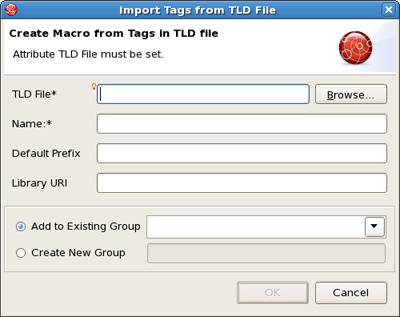 Import Tags from TLD File
Create Macro from Tags in TLD file
Attribute TLD File must be set.
TLD File*
Browse...
Name:*
Default Prefix
Library URI
Add to Existing Group
Create New Group
OK
Cancel